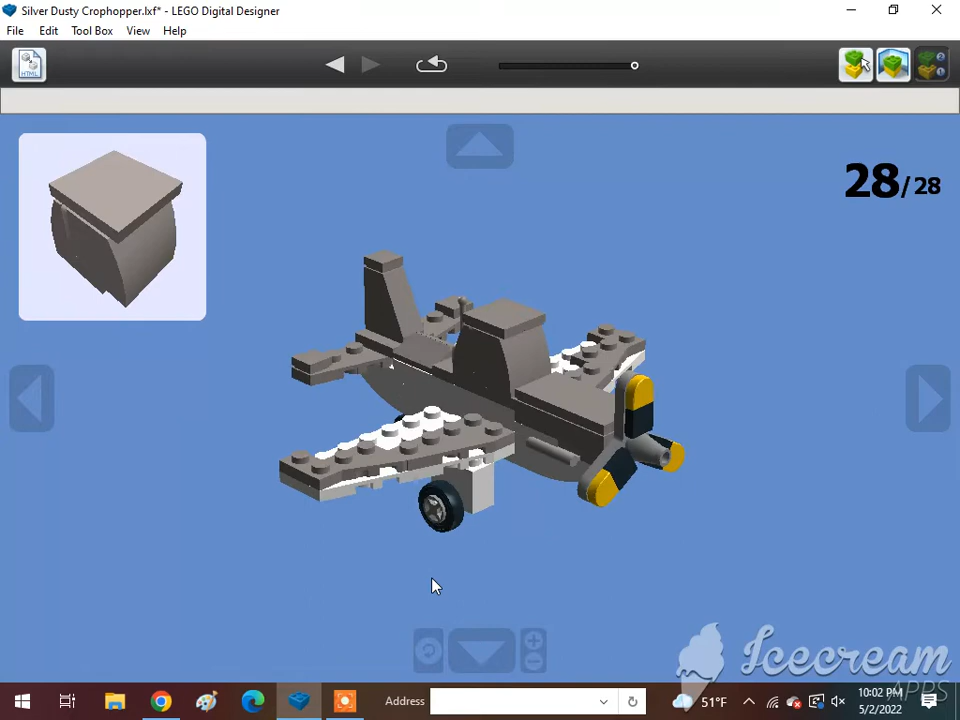 Silver Dusty Crophopper.lxf* - LEGO Digital Designer
File Edit Tool Box View Help
HTML
28/28
Icecream
APPS
Address
51°F
10:02 PM
5/2/2022